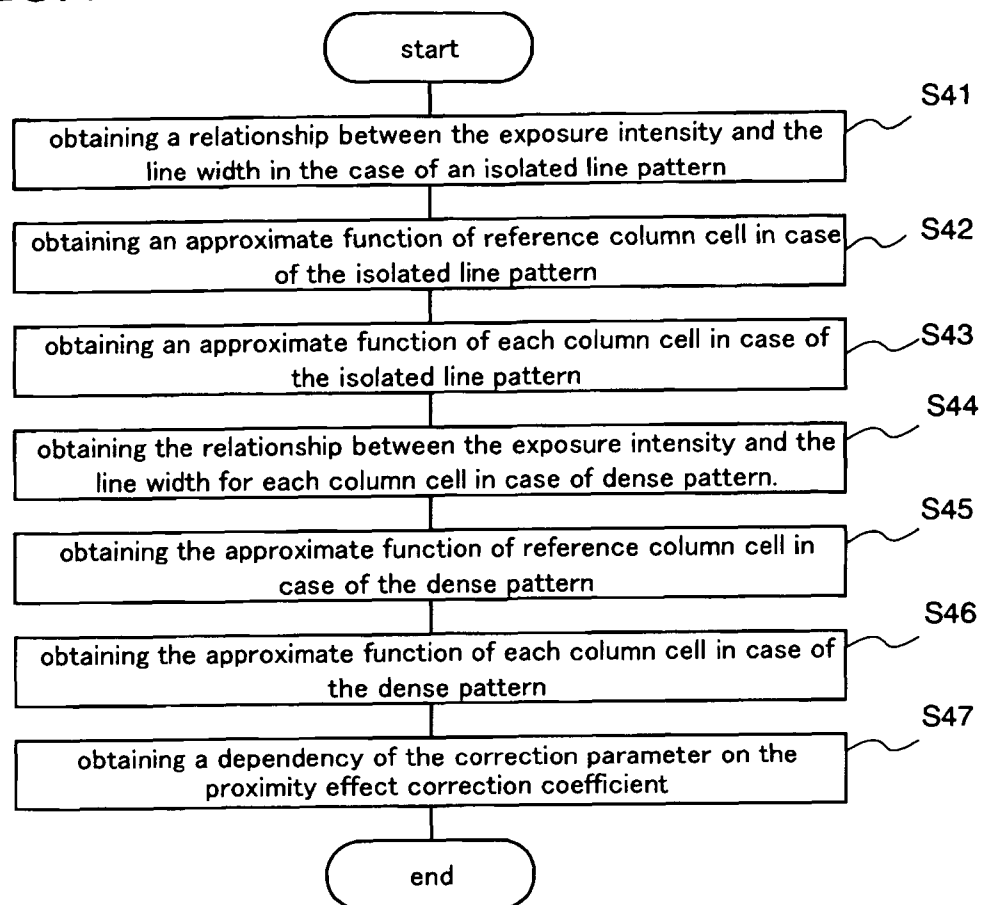 start
S41
obtaining a relationship between the exposure intensity and the
line width in the case of an isolated line pattern
S42
obtaining an approximate function of reference column cell in case
of the isolated line pattern
S43
obtaining an approximate function of each column cell in case of
the isolated line pattern
S44
obtaining the relationship between the exposure intensity and the
line width for each column cell in case of dense pattern.
S45
obtaining the approximate function of reference column cell in
case of the dense pattern
S46
obtaining the approximate function of each column cell in case of
the dense pattern
S47
obtaining a dependency of the correction parameter on the
proximity effect correction coefficient
end